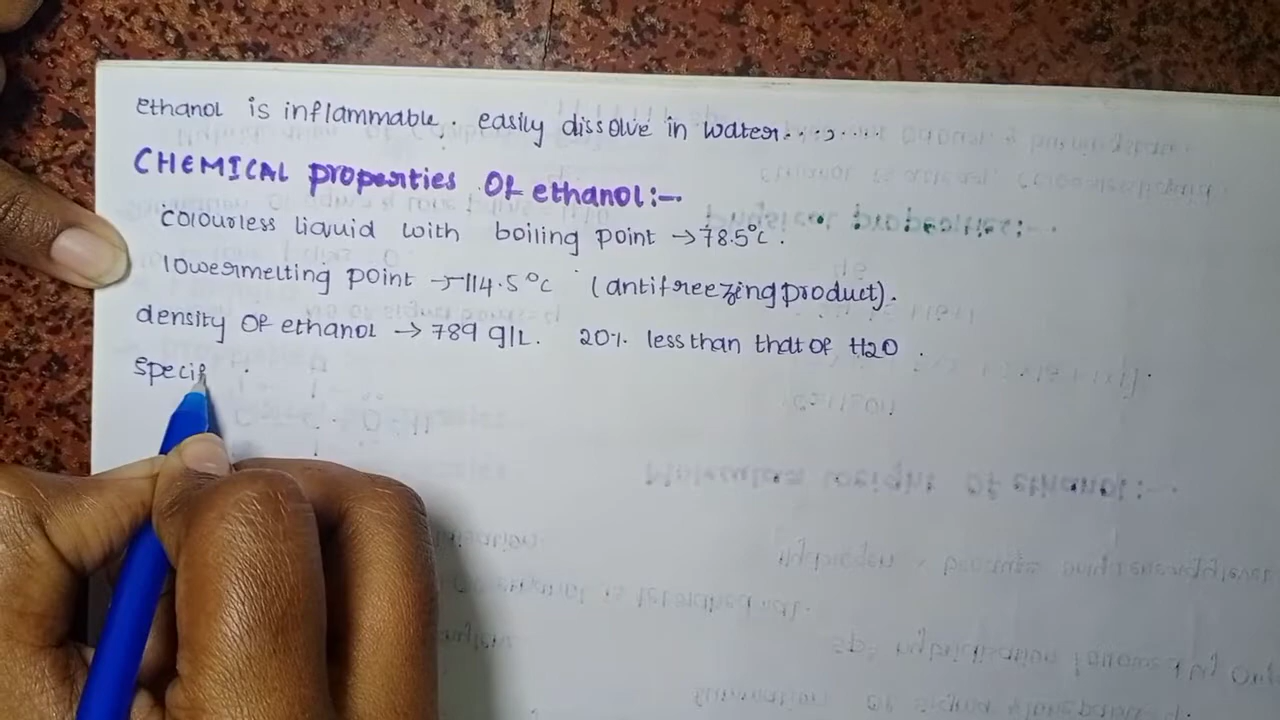 ethanol is inflammable. easily dissolve in water....,.....
CHEMICAL properties Of ethanol:-
colourless liquid with boiling point → 78.5°c.
lowermelting point → -114.5°c (antifreezing product).
density Of ethanol → 789 g/L. 20% less than that of H2O.
Specif